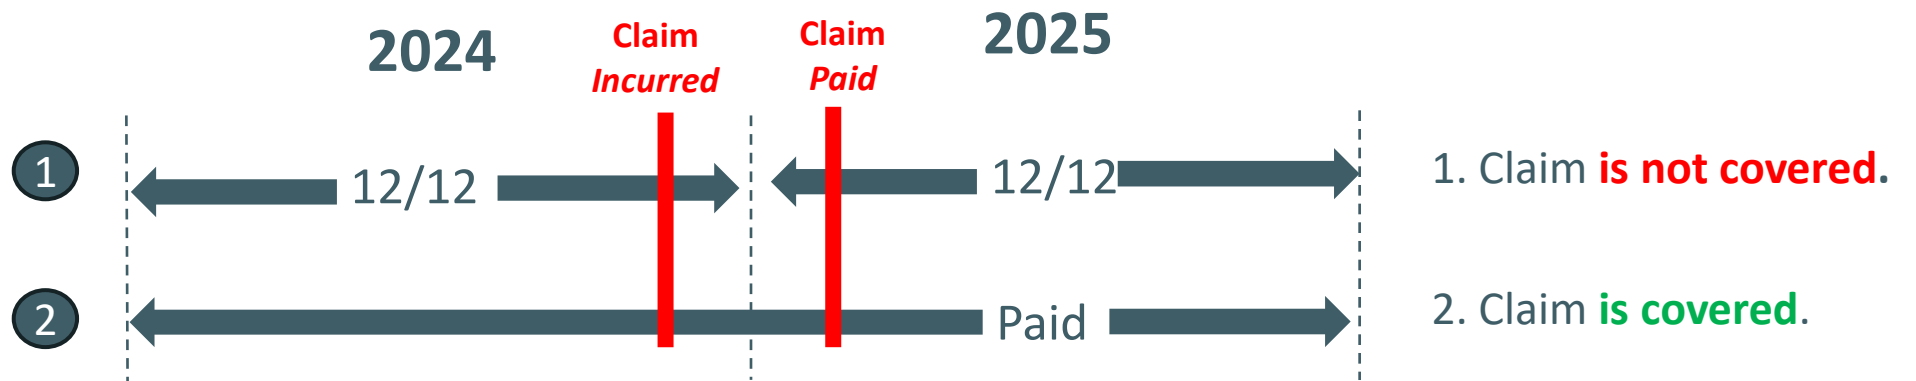 2024
Claim
Incurred
Claim
Paid
2025
1
12/12
12/12
1. Claim is not covered.
2
Paid
2. Claim is covered.